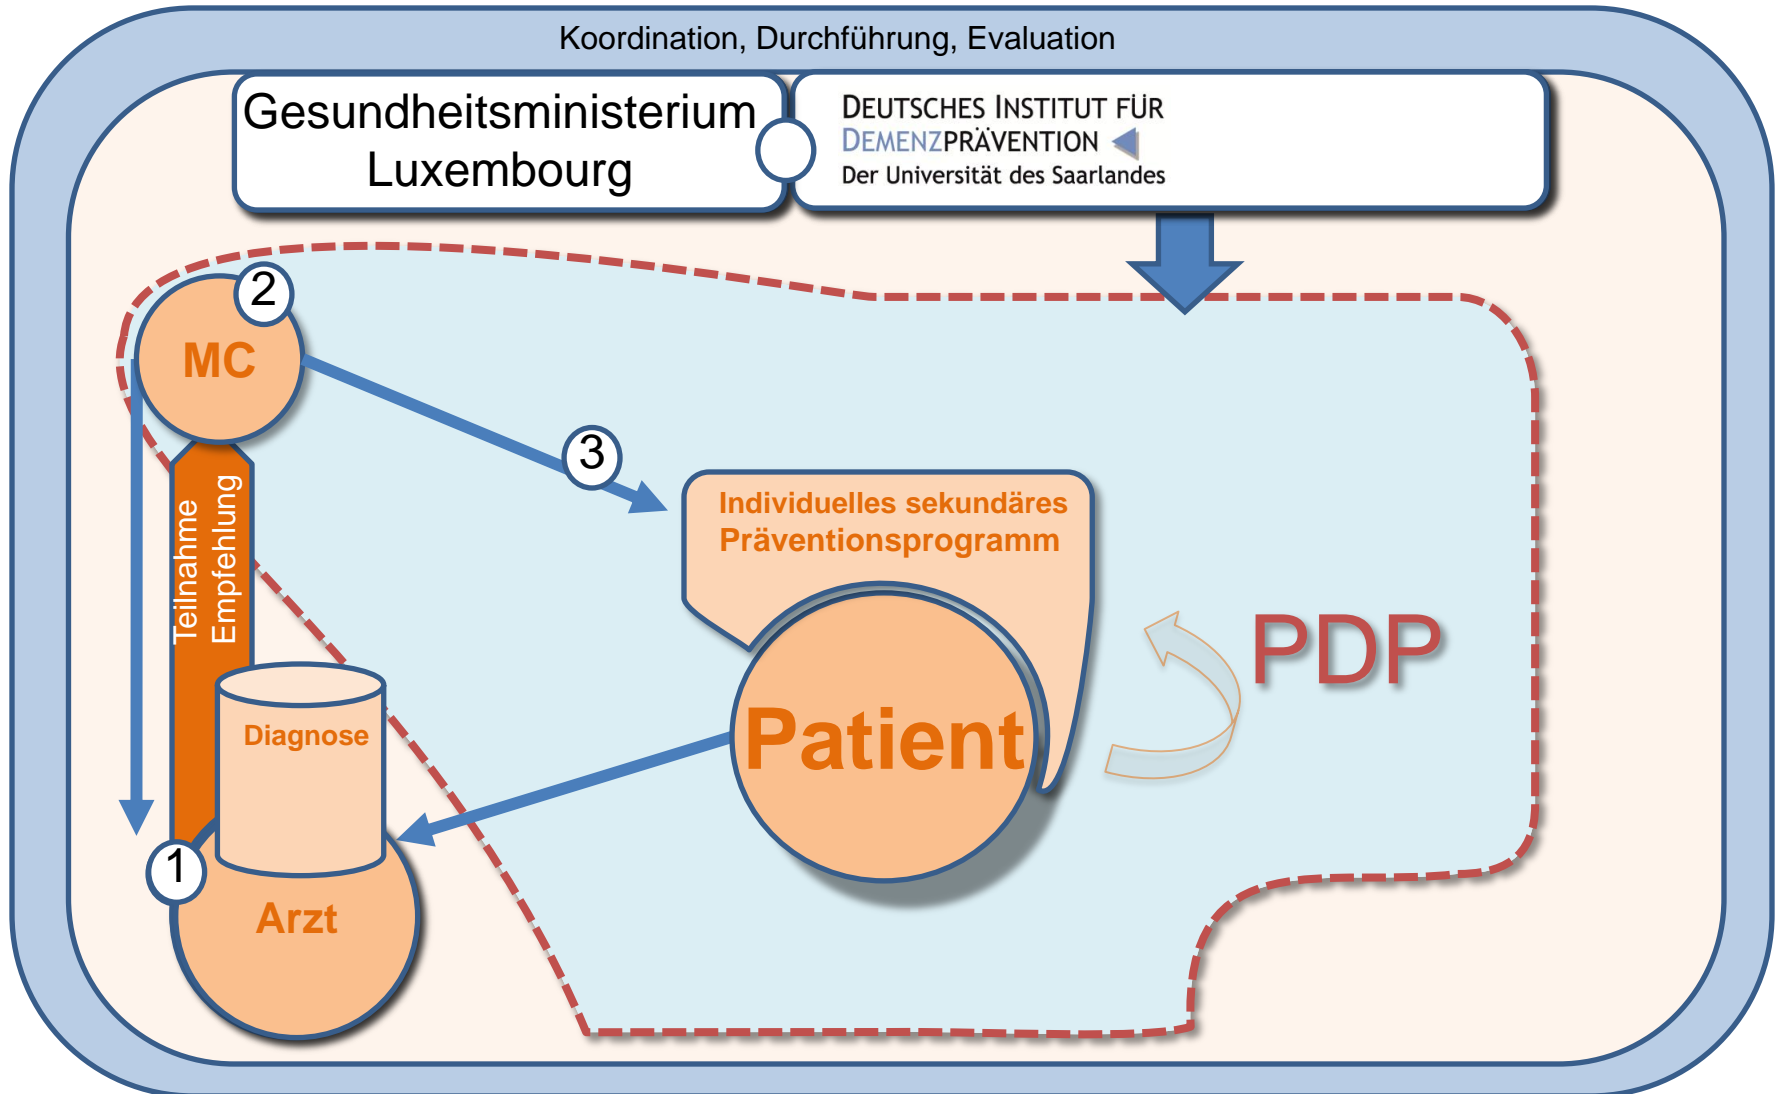 Koordination, Durchführung, Evaluation
Gesundheitsministerium
Luxembourg
DEUTSCHES INSTITUT FÜR
DEMENZPRÄVENTION
Der Universität des Saarlandes
2
MC
3
Teilnahme
Empfehlung
Individuelles sekundäres
Präventionsprogramm
PDP
Patient
Diagnose
1
Arzt